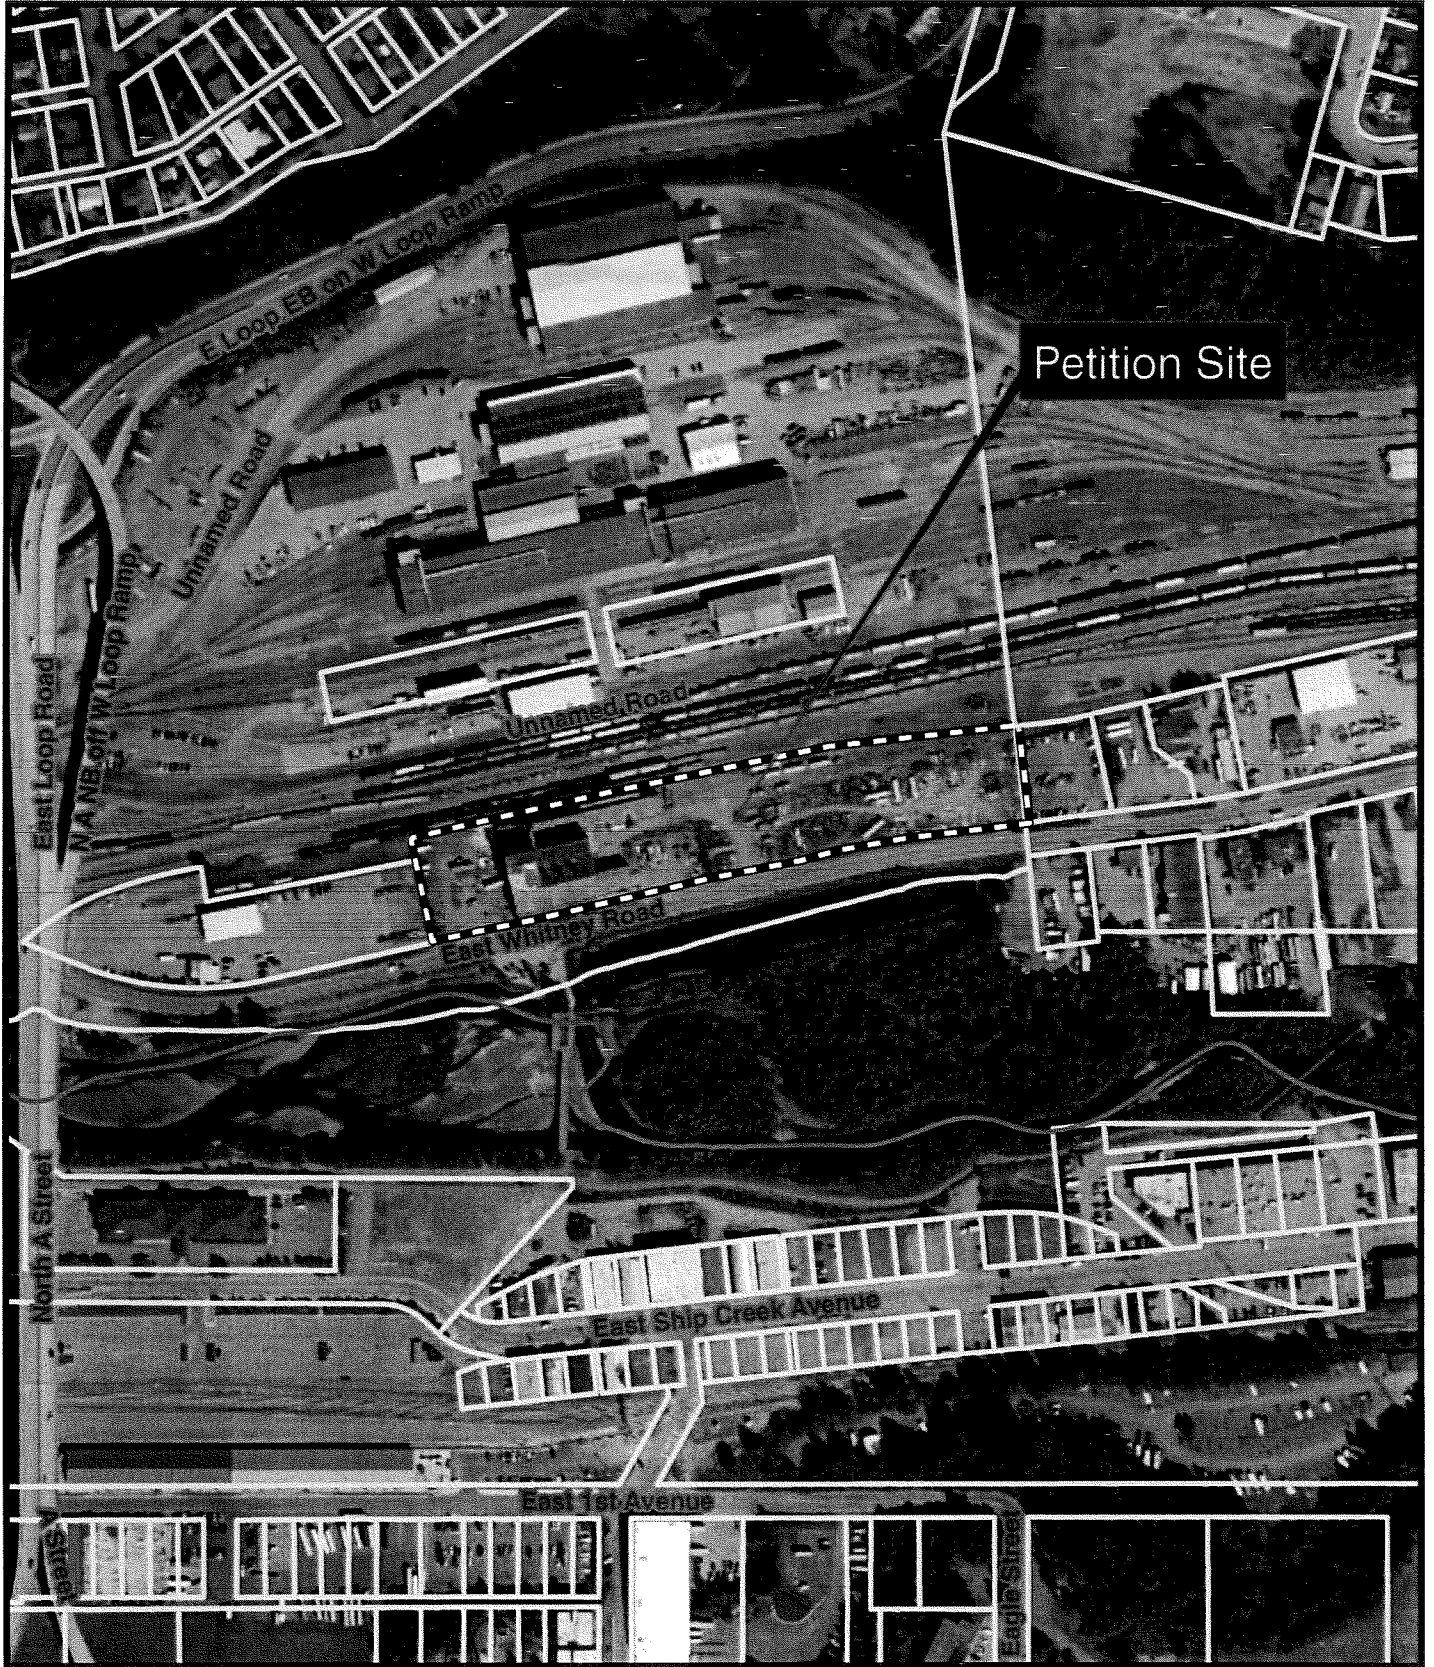 E Loop EB on W Loop Ramp
Petition Site
Unnamed Road
N A NB off W Loop Ramp
East Loop Road
Unnamed Road
East Whitney Road
North A Street
East Ship Creek Avenue
East 1st Avenue
A Street
Eagle Street